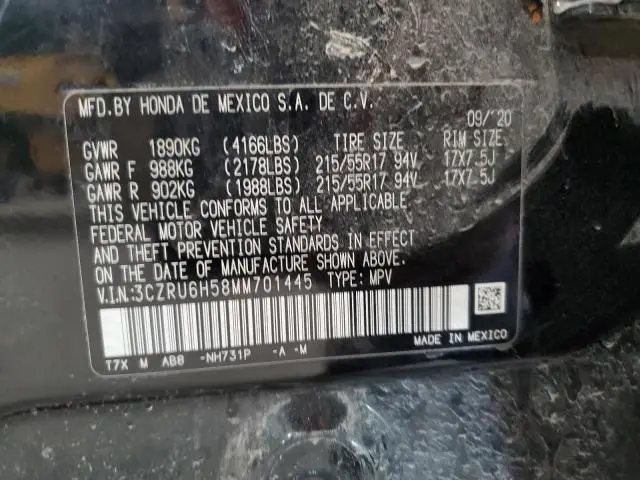 MFD.BY HONDA DE MEXICO S.A. DE C.V.
09/'20
GVWR 1890KG (4166LBS) TIRE SIZE RIM SIZE
GAWR F 988KG (2178LBS) 215/55R17 94V 17X7.5J
GAWR R 902KG (1988LBS) 215/55R17 94V 17X7.5J
THIS VEHICLE CONFORMS TO ALL APPLICABLE
FEDERAL MOTOR VEHICLE SAFETY
AND THEFT PREVENTION STANDARDS IN EFFECT
ON THE DATE OF MANUFACTURE SHOWN ABOVE.
V.I.N:3CZRU6H58MM701445 TYPE: MPV
MADE IN MEXICO
T7X M AB0 -NH731P -A -M